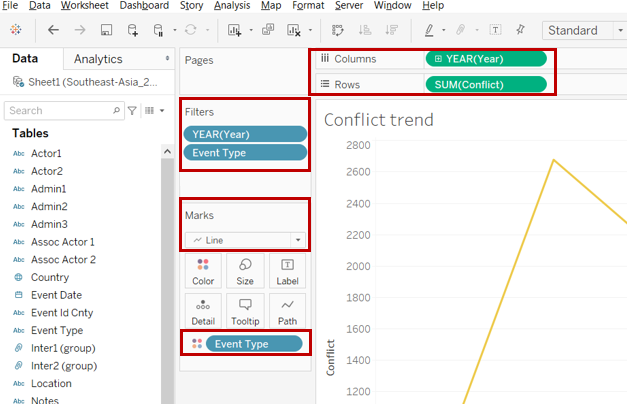 File Data Worksheet Dashboard Story Analysis Map Format Server Window Help
Standard
Data Analytics
Sheet1 (Southeast-Asia_2...
Search
Tables
Abc Actor1
Abc Actor2
Abc Admin1
Abc Admin2
Abc Admin3
Abc Assoc Actor 1
Abc Assoc Actor 2
Country
Event Date
Abc Event Id Cnty
Abc Event Type
Inter1 (group)
Inter2 (group)
Abc Location
Abc Notes
Pages
Filters
YEAR(Year)
Event Type
Marks
Line
Color Size Label
Detail Tooltip Path
Event Type
Columns YEAR(Year)
Rows SUM(Conflict)
Conflict trend
2800
2600
2400
2200
2000
1800
1600
1400
1200
Conflict